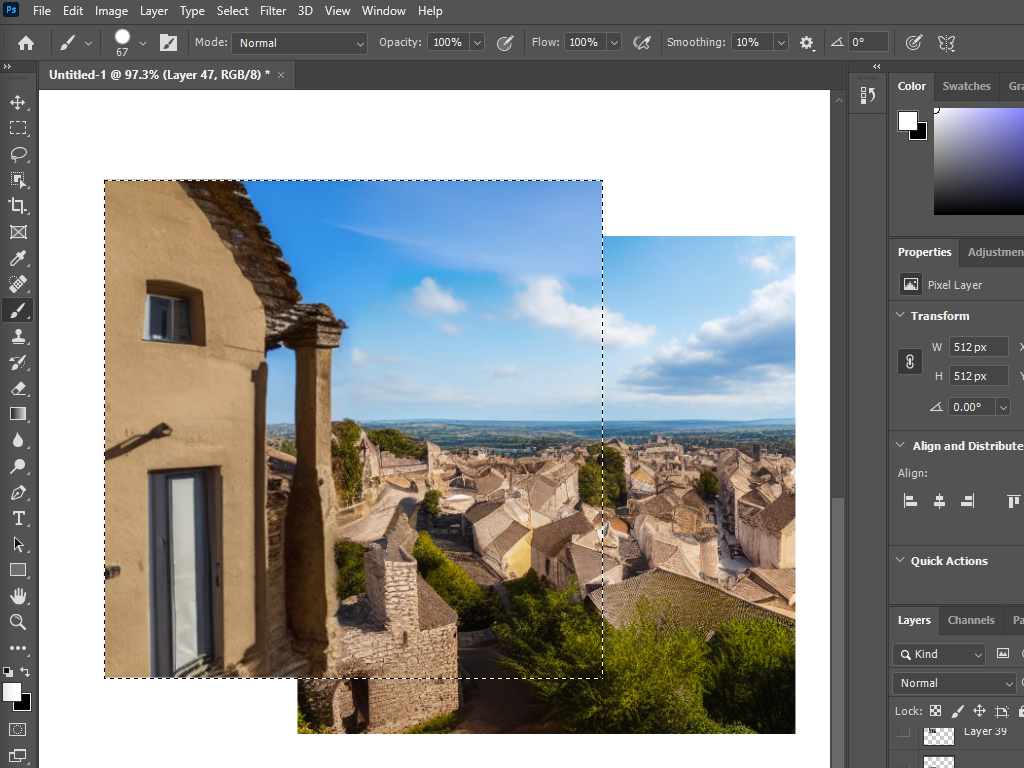 Ps File Edit Image Layer Type Select Filter 3D View Window Help
67 Mode: Normal Opacity: 100% Flow: 100% Smoothing: 10% 0°
Untitled-1 @ 97.3% (Layer 47, RGB/8) * ×
Color Swatches Gra
Properties Adjustmen
Pixel Layer
Transform
W 512 px X
H 512 px Y
0.00°
Align and Distribute
Align:
Quick Actions
Layers Channels Pa
Kind
Normal
Lock:
Layer 39